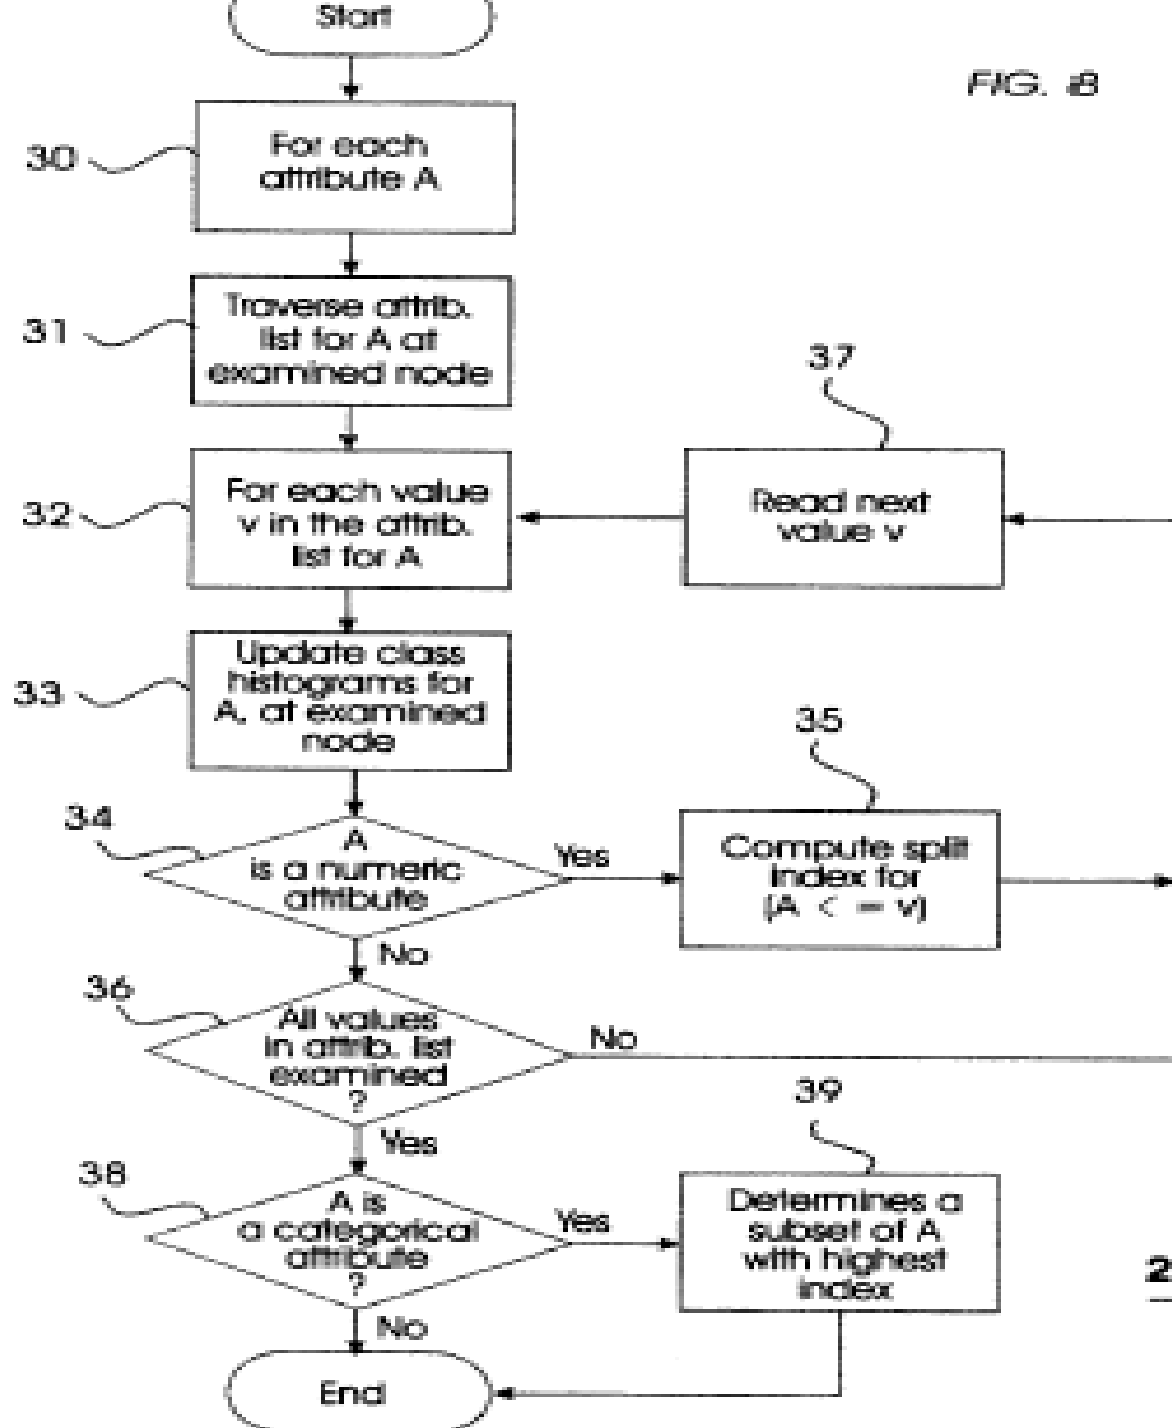 Start
FIG. 8
30
For each
attribute A
31
Traverse attrib.
list for A at
examined node
37
32
For each value
v in the attrib.
list for A
Read next
value v
33
Update class
histograms for
A, at examined
node
35
34
A
is a numeric
attribute
Yes
Compute split
index for
(A < = v)
No
36
All values
in attrib. list
examined
?
No
39
Yes
38
A is
a categorical
attribute
?
Yes
Determines a
subset of A
with highest
index
2
No
End